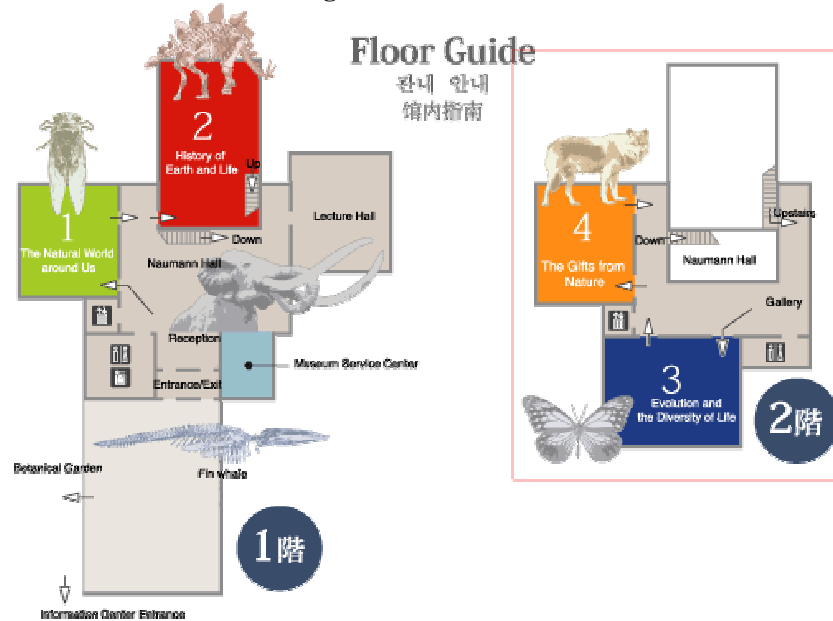 Floor Guide
관내 안내
馆内指南
2
History of
Earth and Life
Up
1
The Natural World
around Us
Lecture Hall
Down
Naumann Hall
Reception
Museum Service Center
Entrance/Exit
Botanical Garden
Fin whale
1階
Information Center Entrance
4
The Gifts from
Nature
Upstairs
Down
Naumann Hall
Gallery
3
Evolution and
the Diversity of Life
2階